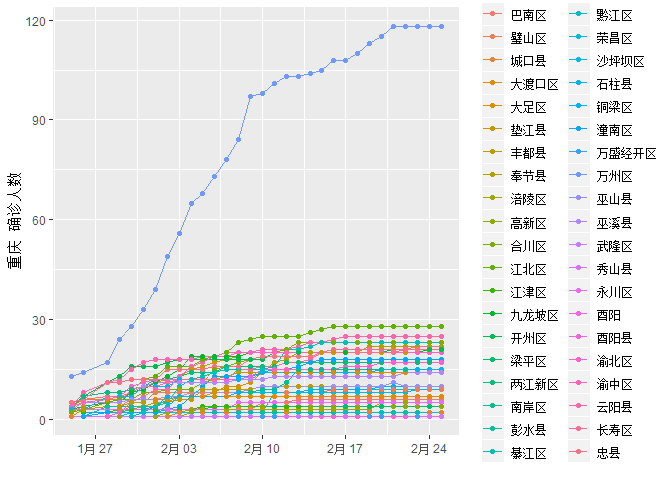 重庆 确诊人数
120
90
60
30
0
1月 27
2月 03
2月 10
2月 17
2月 24
巴南区
璧山区
城口县
大渡口区
大足区
垫江县
丰都县
奉节县
涪陵区
高新区
合川区
江北区
江津区
九龙坡区
开州区
梁平区
两江新区
南岸区
彭水县
綦江区
黔江区
荣昌区
沙坪坝区
石柱县
铜梁区
潼南区
万盛经开区
万州区
巫山县
巫溪县
武隆区
秀山县
永川区
酉阳
酉阳县
渝北区
渝中区
云阳县
长寿区
忠县